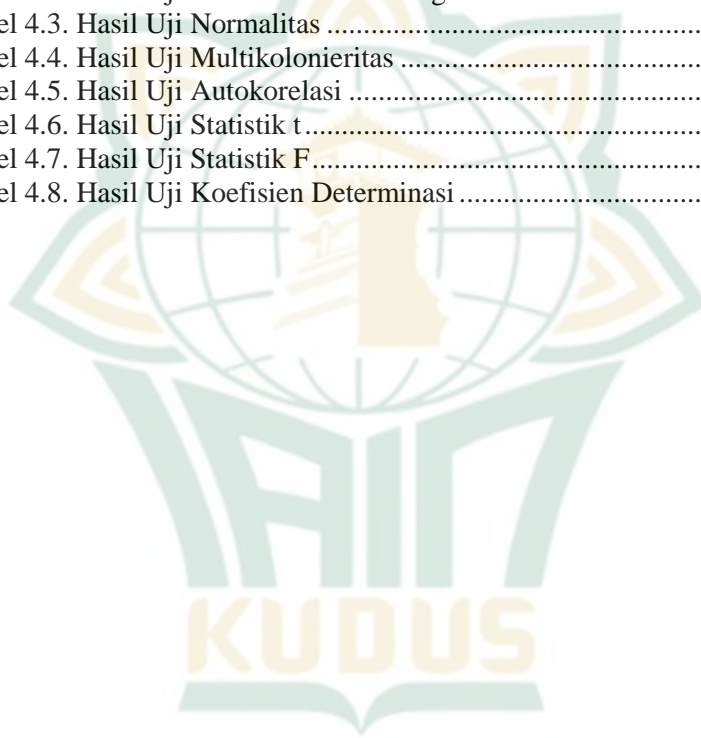 el 4.3. Hasil Uji Normalitas ............................................
el 4.4. Hasil Uji Multikolonieritas ...................................
el 4.5. Hasil Uji Autokorelasi .........................................
el 4.6. Hasil Uji Statistik t ...............................................
el 4.7. Hasil Uji Statistik F ..............................................
el 4.8. Hasil Uji Koefisien Determinasi ............................
IAIN
KUDUS